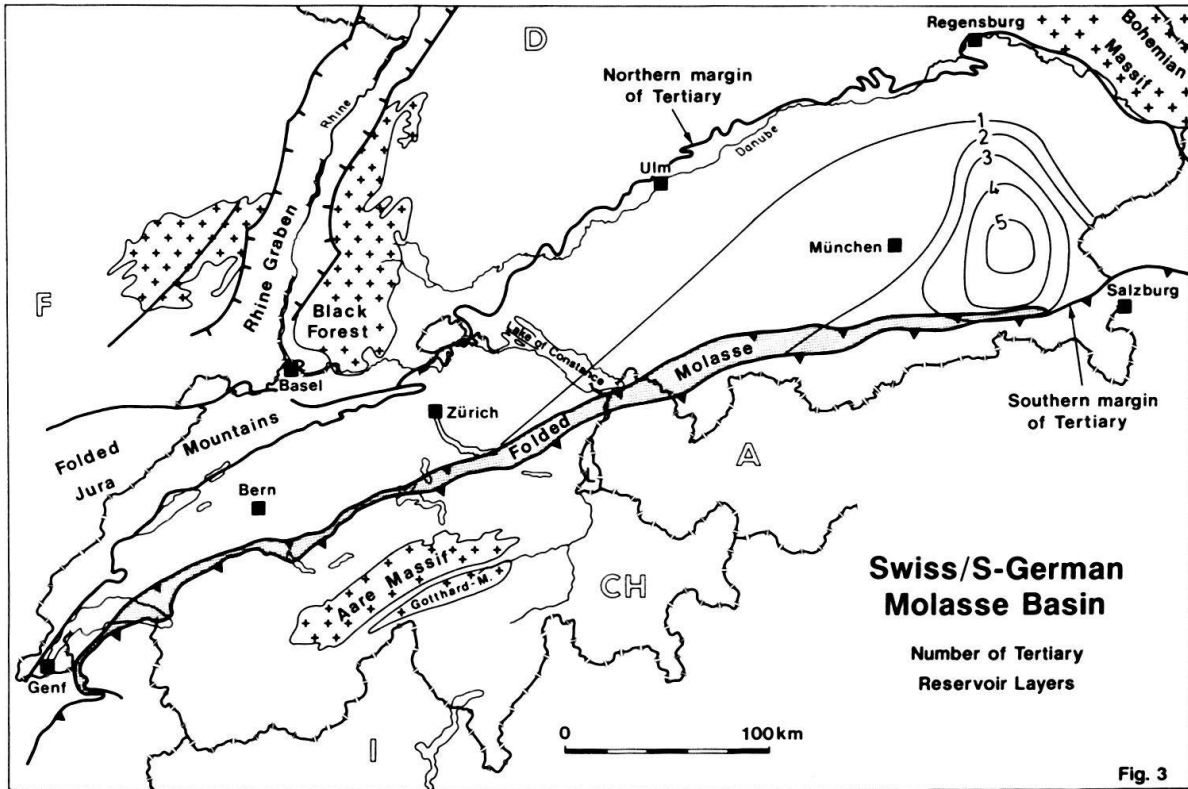 D
Regensburg
Bohemian
Massif
Northern margin
of Tertiary
Rhine
Danube
Ulm
1
2
3
4
5
München
Rhine Graben
F
Black
Forest
Salzburg
Lake of Constance
Basel
Molasse
Zürich
Mountains
Southern margin
of Tertiary
Folded
Folded
Jura
A
Bern
Aare Massif
Gotthard-M.
CH
Swiss/S-German
Molasse Basin
Number of Tertiary
Reservoir Layers
Genf
I
0 100km
Fig. 3